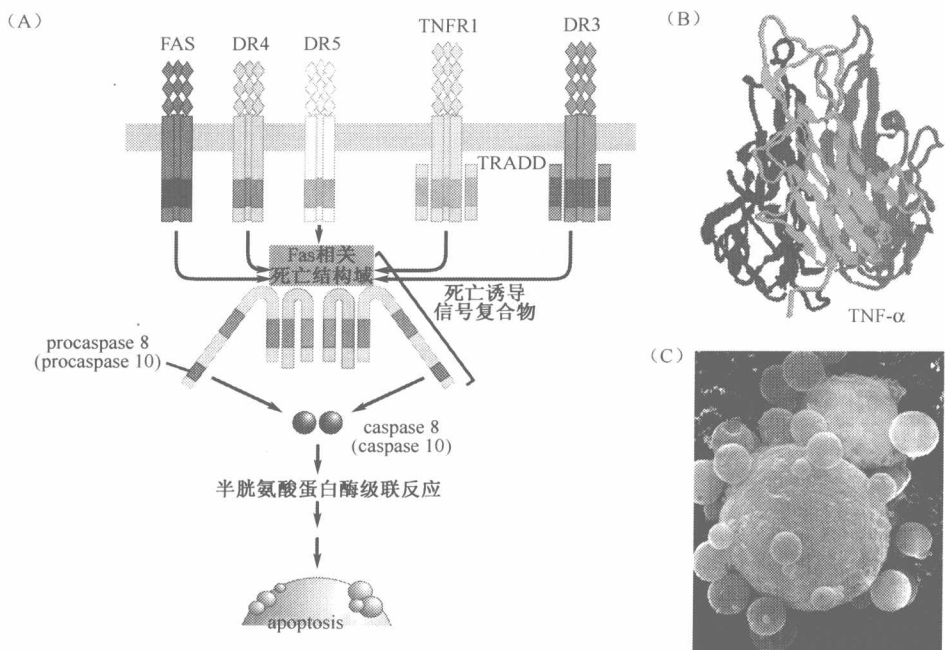 (A)
FAS
DR4
DR5
TNFR1
DR3
TRADD
Fas相关
死亡结构域
死亡诱导
信号复合物
procaspase 8
(procaspase 10)
caspase 8
(caspase 10)
半胱氨酸蛋白酶级联反应
apoptosis
(B)
TNF-α
(C)